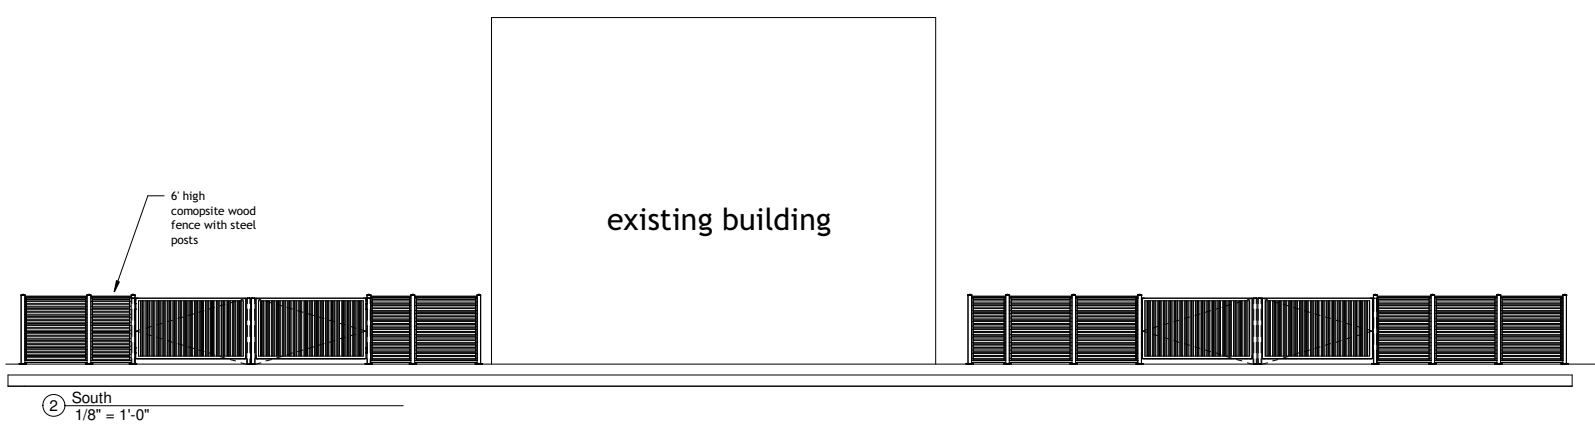 6' high
comopsite wood
fence with steel
posts
existing building
2
South
1/8" = 1'-0"